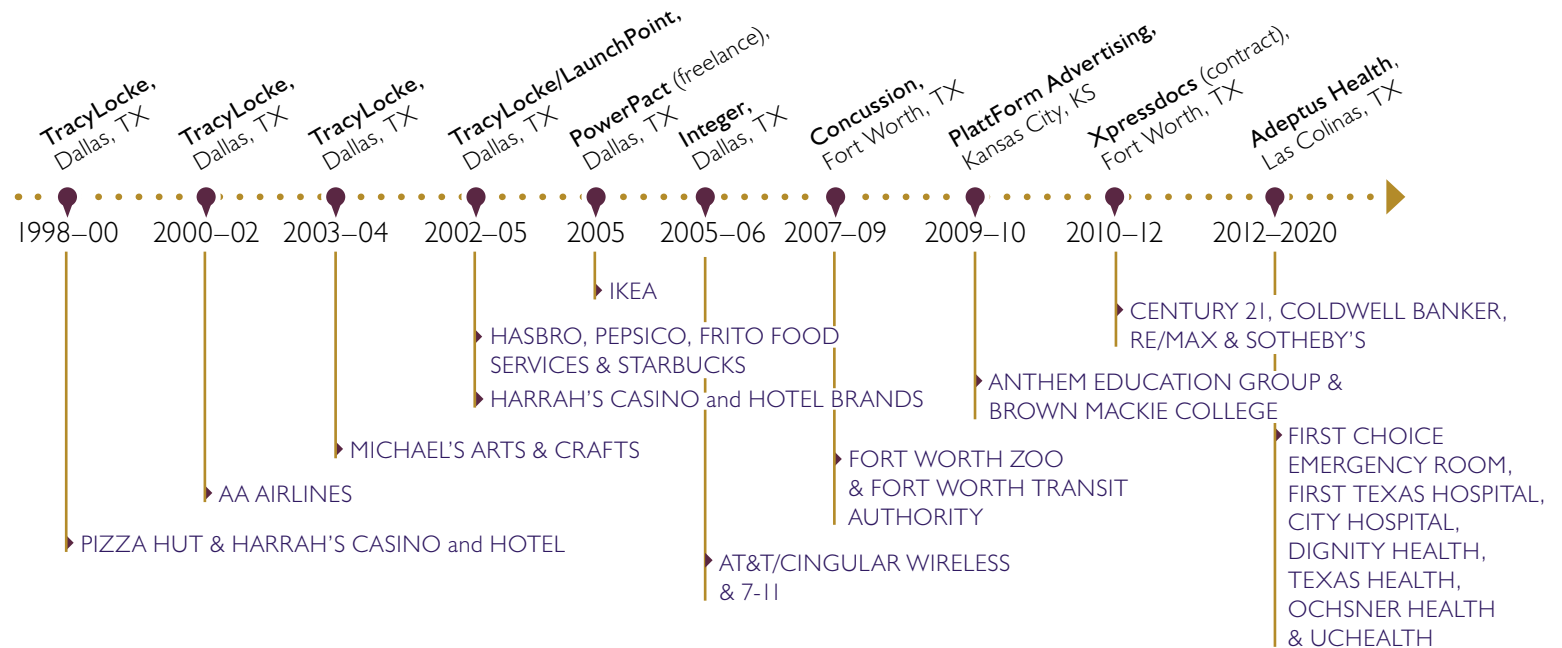 TracyLocke,
Dallas, TX
TracyLocke,
Dallas, TX
TracyLocke,
Dallas, TX
TracyLocke/LaunchPoint,
Dallas, TX
PowerPact (freelance),
Dallas, TX
Integer,
Dallas, TX
Concussion,
Fort Worth, TX
PlattForm Advertising,
Kansas City, KS
Xpressdocs (contract),
Fort Worth, TX
Adeptus Health,
Las Colinas, TX
1998–00
2000–02
2003–04
2002–05
2005
2005–06
2007–09
2009–10
2010–12
2012–2020
PIZZA HUT & HARRAH'S CASINO and HOTEL
AA AIRLINES
MICHAEL'S ARTS & CRAFTS
HASBRO, PEPSICO, FRITO FOOD
SERVICES & STARBUCKS
HARRAH'S CASINO and HOTEL BRANDS
IKEA
AT&T/CINGULAR WIRELESS
& 7-11
FORT WORTH ZOO
& FORT WORTH TRANSIT
AUTHORITY
ANTHEM EDUCATION GROUP &
BROWN MACKIE COLLEGE
CENTURY 21, COLDWELL BANKER,
RE/MAX & SOTHEBY'S
FIRST CHOICE
EMERGENCY ROOM,
FIRST TEXAS HOSPITAL,
CITY HOSPITAL,
DIGNITY HEALTH,
TEXAS HEALTH,
OCHSNER HEALTH
& UCHEALTH